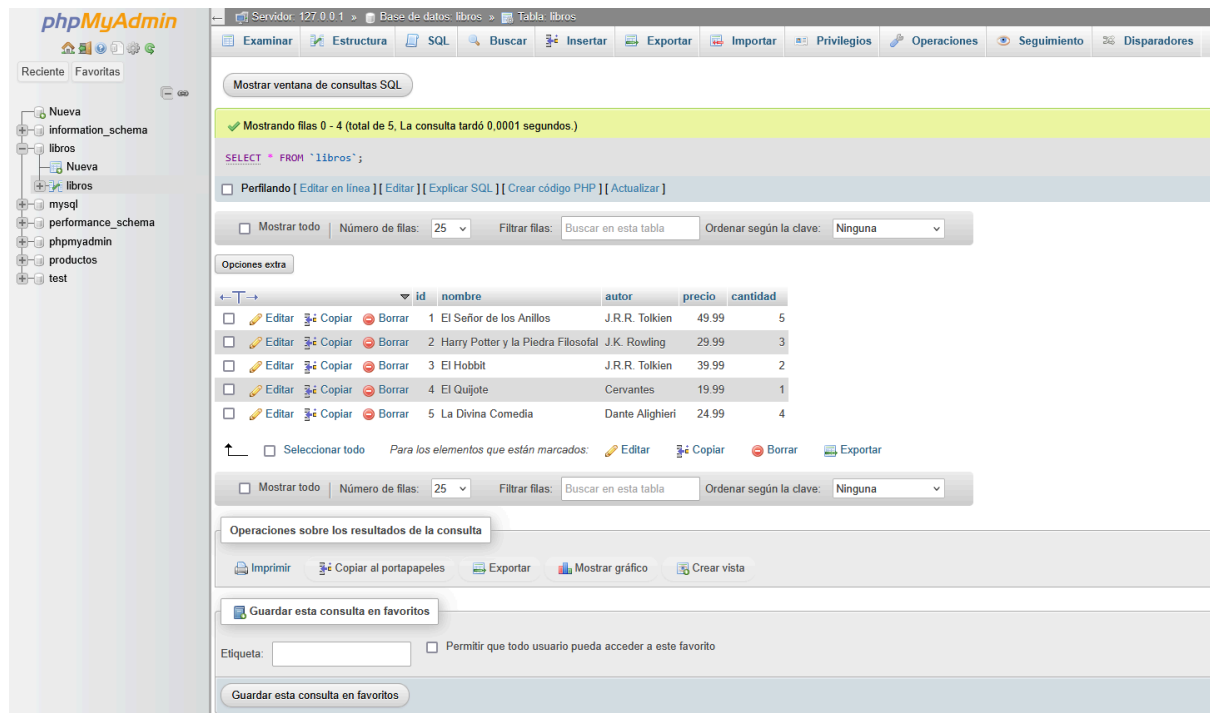 phpMyAdmin
Reciente Favoritas
Nueva
information_schema
libros
Nueva
libros
mysql
performance_schema
phpmyadmin
productos
test
Servidor: 127.0.0.1 » Base de datos: libros » Tabla: libros
Examinar Estructura SQL Buscar Insertar Exportar Importar Privilegios Operaciones Seguimiento Disparadores
Mostrar ventana de consultas SQL
Mostrando filas 0 - 4 (total de 5, La consulta tardó 0,0001 segundos.)
SELECT * FROM `libros`;
Perfilando [ Editar en línea ] [ Editar ] [ Explicar SQL ] [ Crear código PHP ] [ Actualizar ]
Mostrar todo | Número de filas: 25 Filtrar filas: Buscar en esta tabla Ordenar según la clave: Ninguna
Opciones extra
←T→ id nombre autor precio cantidad
Editar Copiar Borrar 1 El Señor de los Anillos J.R.R. Tolkien 49.99 5
Editar Copiar Borrar 2 Harry Potter y la Piedra Filosofal J.K. Rowling 29.99 3
Editar Copiar Borrar 3 El Hobbit J.R.R. Tolkien 39.99 2
Editar Copiar Borrar 4 El Quijote Cervantes 19.99 1
Editar Copiar Borrar 5 La Divina Comedia Dante Alighieri 24.99 4
Seleccionar todo Para los elementos que están marcados: Editar Copiar Borrar Exportar
Mostrar todo | Número de filas: 25 Filtrar filas: Buscar en esta tabla Ordenar según la clave: Ninguna
Operaciones sobre los resultados de la consulta
Imprimir Copiar al portapapeles Exportar Mostrar gráfico Crear vista
Guardar esta consulta en favoritos
Etiqueta: Permitir que todo usuario pueda acceder a este favorito
Guardar esta consulta en favoritos